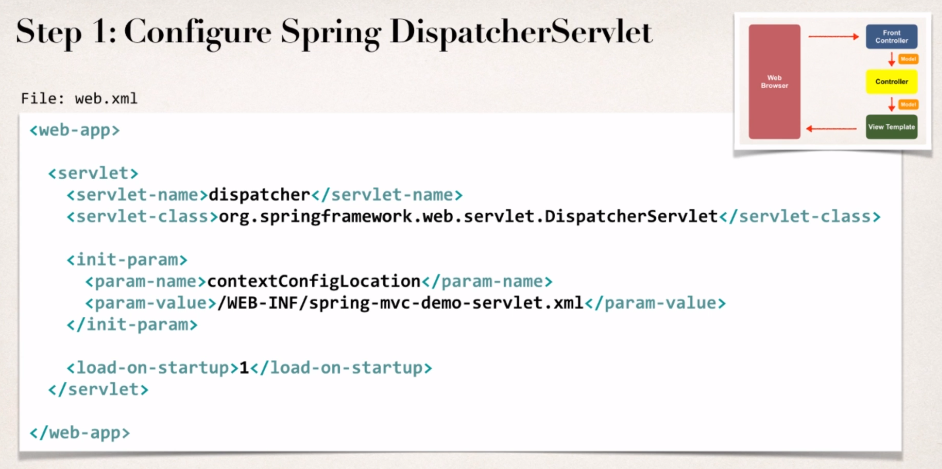 Step 1: Configure Spring DispatcherServlet
Web
Browser
Front
Controller
Model
Controller
Model
View Template
File: web.xml
<web-app>
<servlet>
<servlet-name>dispatcher</servlet-name>
<servlet-class>org.springframework.web.servlet.DispatcherServlet</servlet-class>
<init-param>
<param-name>contextConfigLocation</param-name>
<param-value>/WEB-INF/spring-mvc-demo-servlet.xml</param-value>
</init-param>
<load-on-startup>1</load-on-startup>
</servlet>
</web-app>